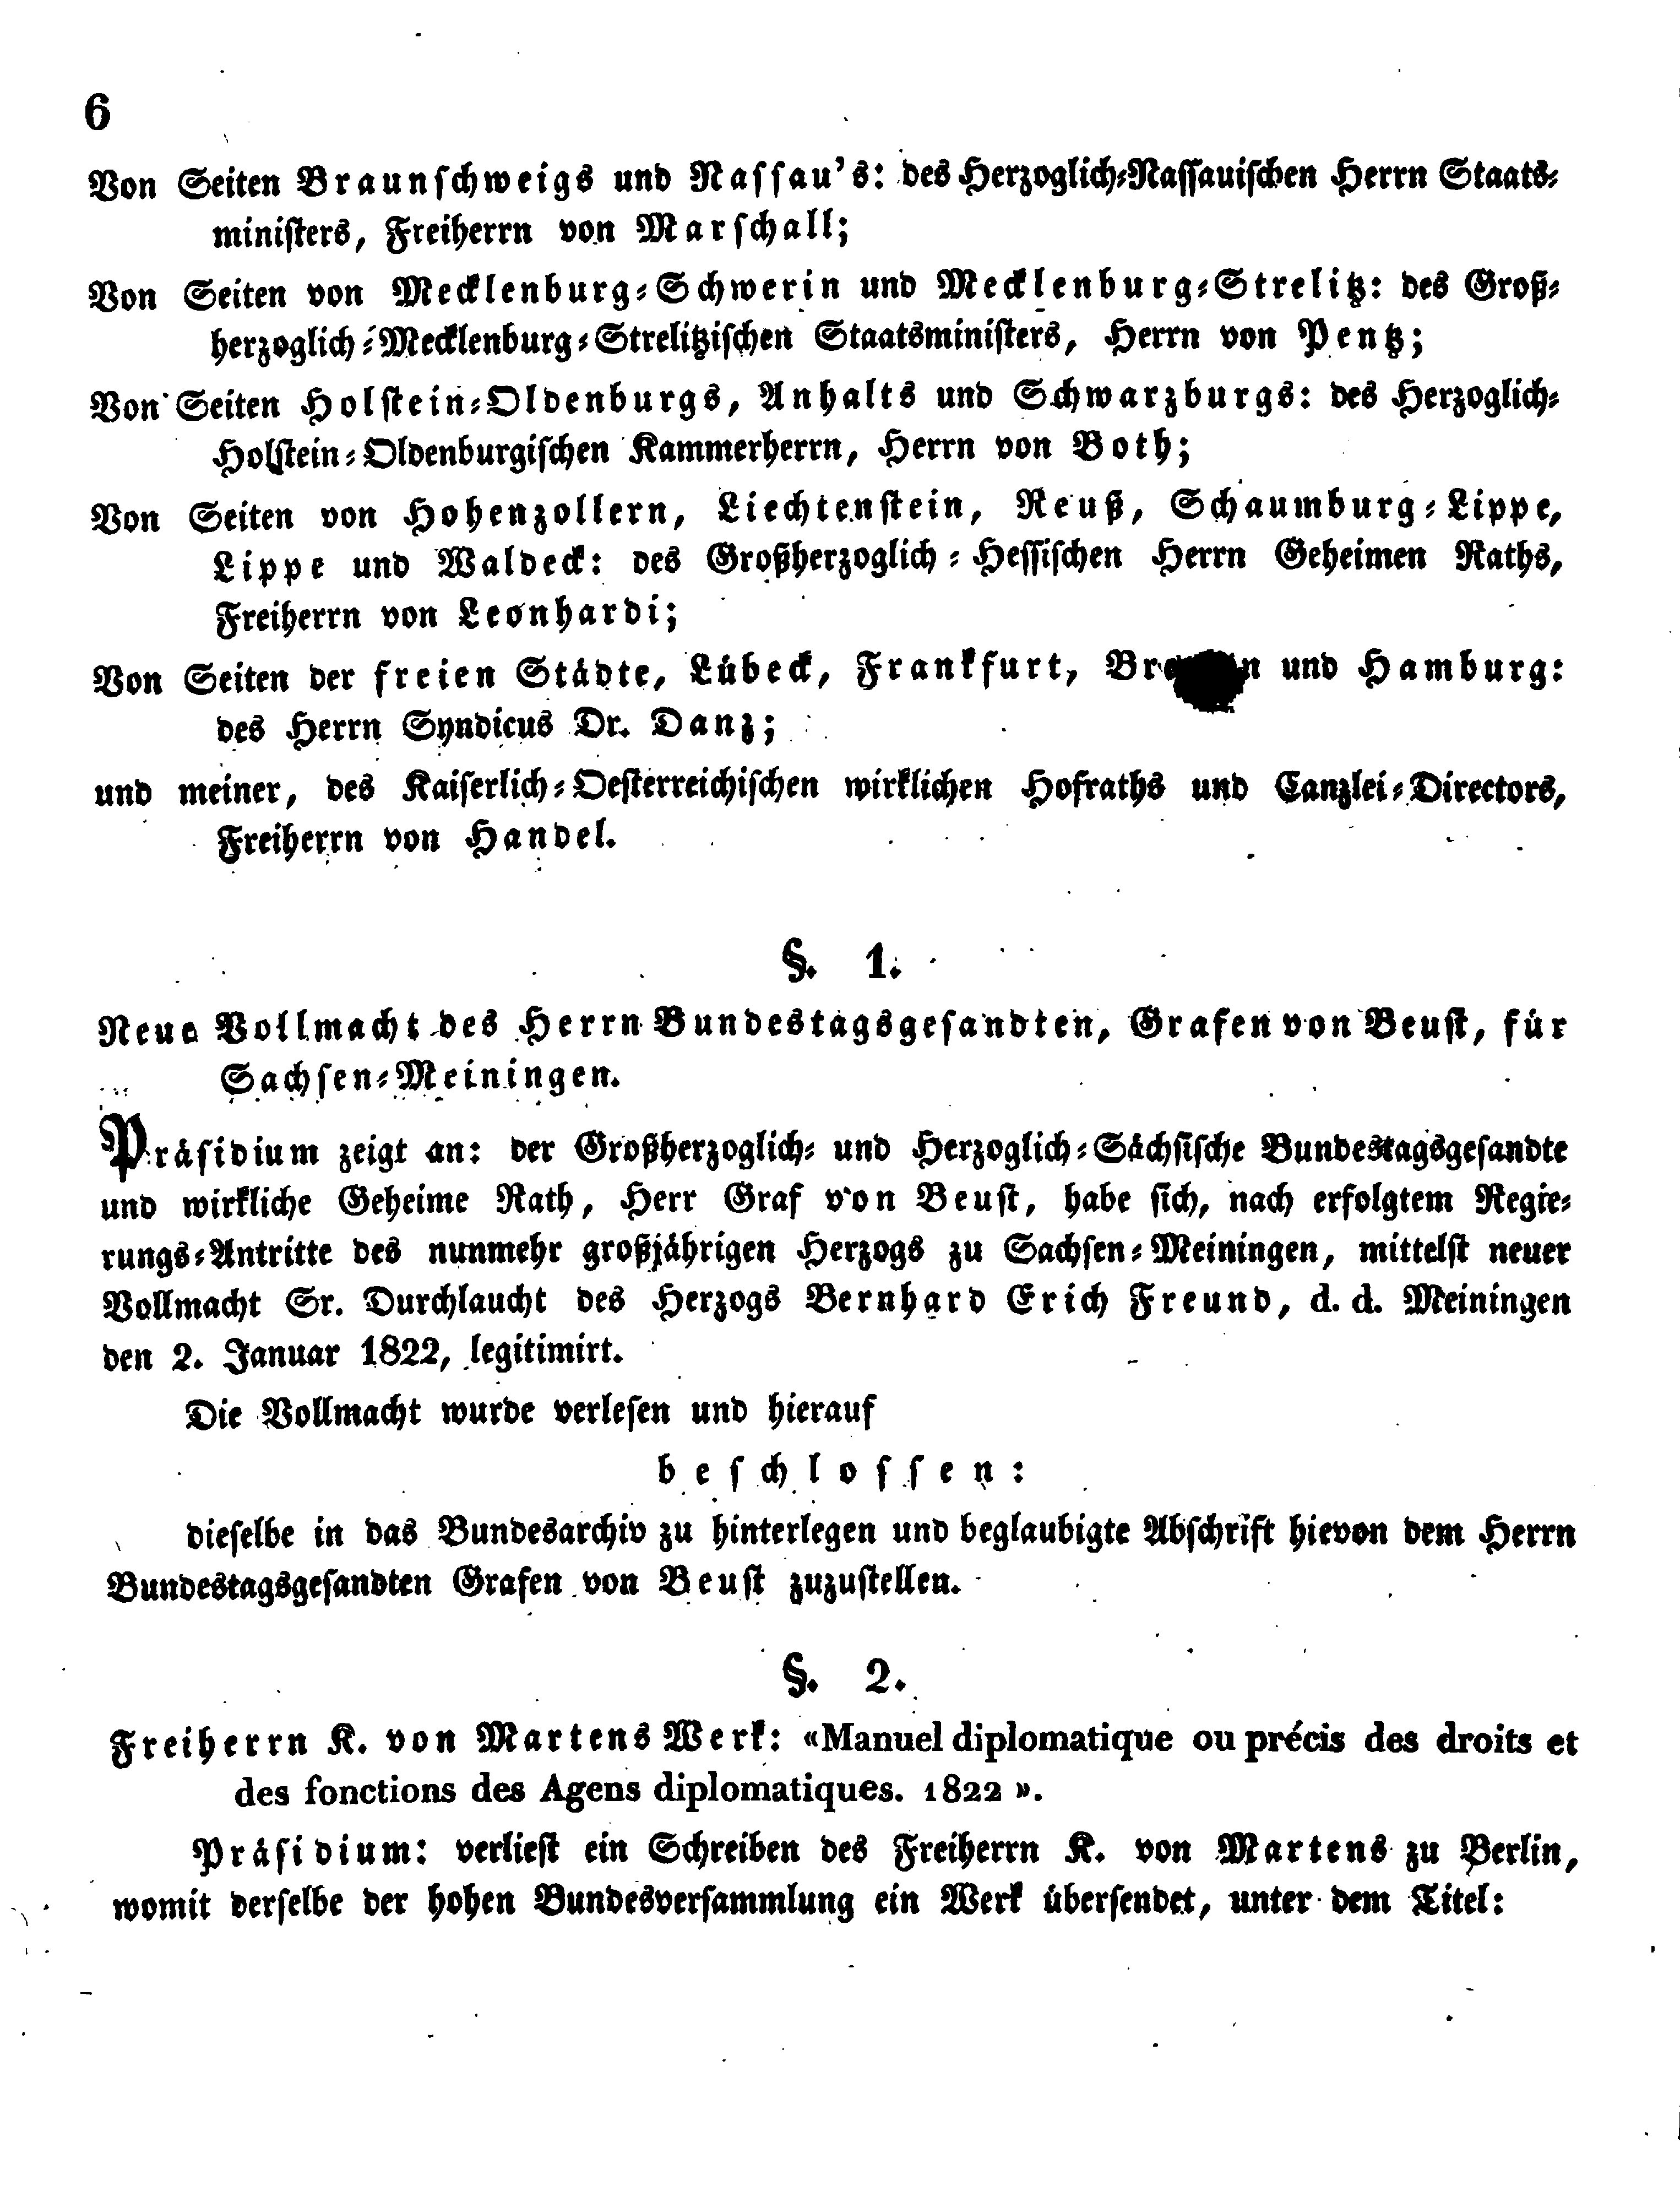 6
Von Seiten Braunschweigs und Nassau's: des Herzoglich-Nassauischen Herrn Staats-
ministers, Freiherrn von Marschall;
Von Seiten von Mecklenburg-Schwerin und Mecklenburg-Strelitz: des Groß-
herzoglich-Mecklenburg-Strelitzischen Staatsministers, Herrn von Pentz;
Von Seiten Holstein-Oldenburgs, Anhalts und Schwarzburgs: des Herzoglich-
Holstein-Oldenburgischen Kammerherrn, Herrn von Both;
Von Seiten von Hohenzollern, Liechtenstein, Reuß, Schaumburg-Lippe,
Lippe und Waldeck: des Großherzoglich-Hessischen Herrn Geheimen Raths,
Freiherrn von Leonhardi;
Von Seiten der freien Städte, Lübeck, Frankfurt, und Hamburg:
des Herrn Syndicus Dr. Danz;
und meiner, des Kaiserlich-Oesterreichischen wirklichen Hofraths und Canzlei-Directors,
Freiherrn von Handel.
§. 1.
Neue Vollmacht des Herrn Bundestagsgesandten, Grafen von Beust, für
Sachsen-Meiningen.
Präsidium zeigt an: der Großherzoglich- und Herzoglich-Sächsische Bundestagsgesandte
und wirkliche Geheime Rath, Herr Graf von Beust, habe sich, nach erfolgtem Regie-
rungs-Antritte des nunmehr großjährigen Herzogs zu Sachsen-Meiningen, mittelst neuer
Vollmacht Sr. Durchlaucht des Herzogs Bernhard Erich Freund, d. d. Meiningen
den 2. Januar 1822, legitimirt.
Die Vollmacht wurde verlesen und hierauf
beschlossen:
dieselbe in das Bundesarchiv zu hinterlegen und beglaubigte Abschrift hievon dem Herrn
Bundestagsgesandten Grafen von Beust zuzustellen.
§. 2.
Freiherrn K. von Martens Werk: «Manuel diplomatique ou précis des droits et
des fonctions des Agens diplomatiques. 1822».
Präsidium: verliest ein Schreiben des Freiherrn K. von Martens zu Berlin,
womit derselbe der hohen Bundesversammlung ein Werk übersendet, unter dem Titel: